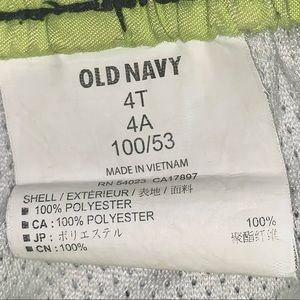 OLD NAVY
4T
4A
100/53
MADE IN VIETNAM
RN 54023 CA17897
SHELL / EXTÉRIEUR / 表地 / 面料
100% POLYESTER
CA : 100% POLYESTER
JP : ポリエステル 100%
CN : 100% 聚酯纤维